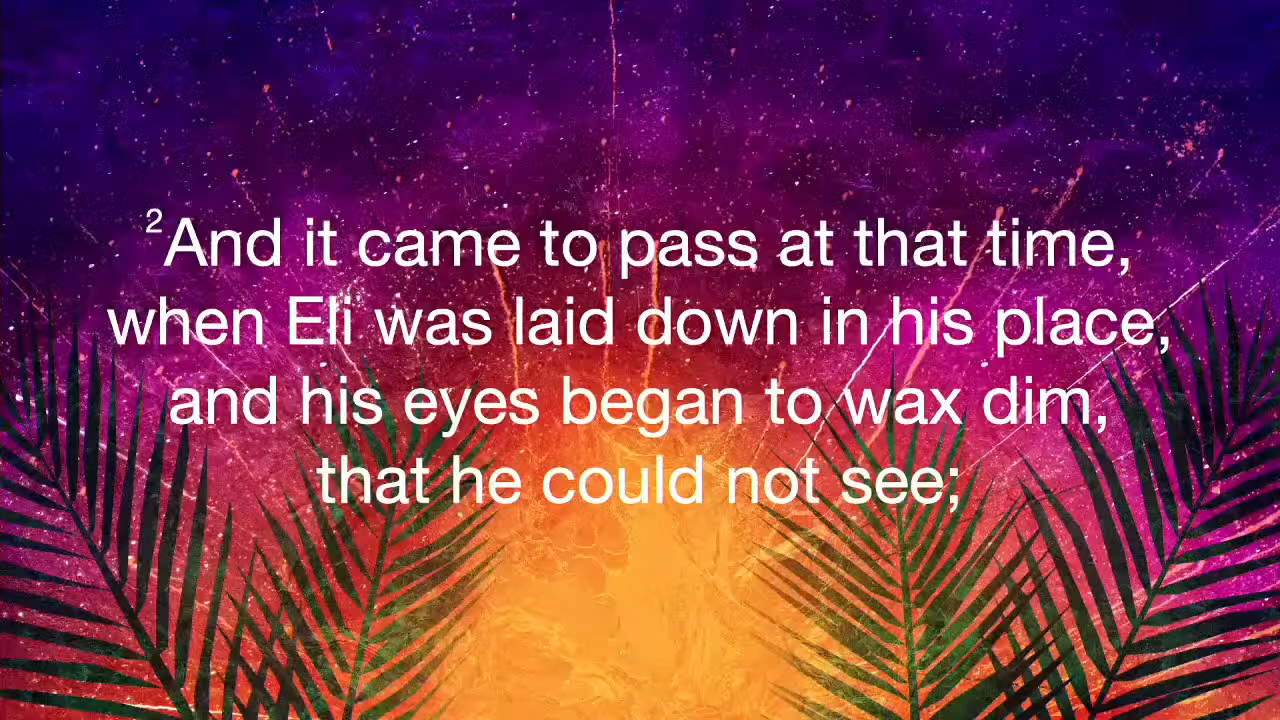 ²And it came to pass at that time,
when Eli was laid down in his place,
and his eyes began to wax dim,
that he could not see;